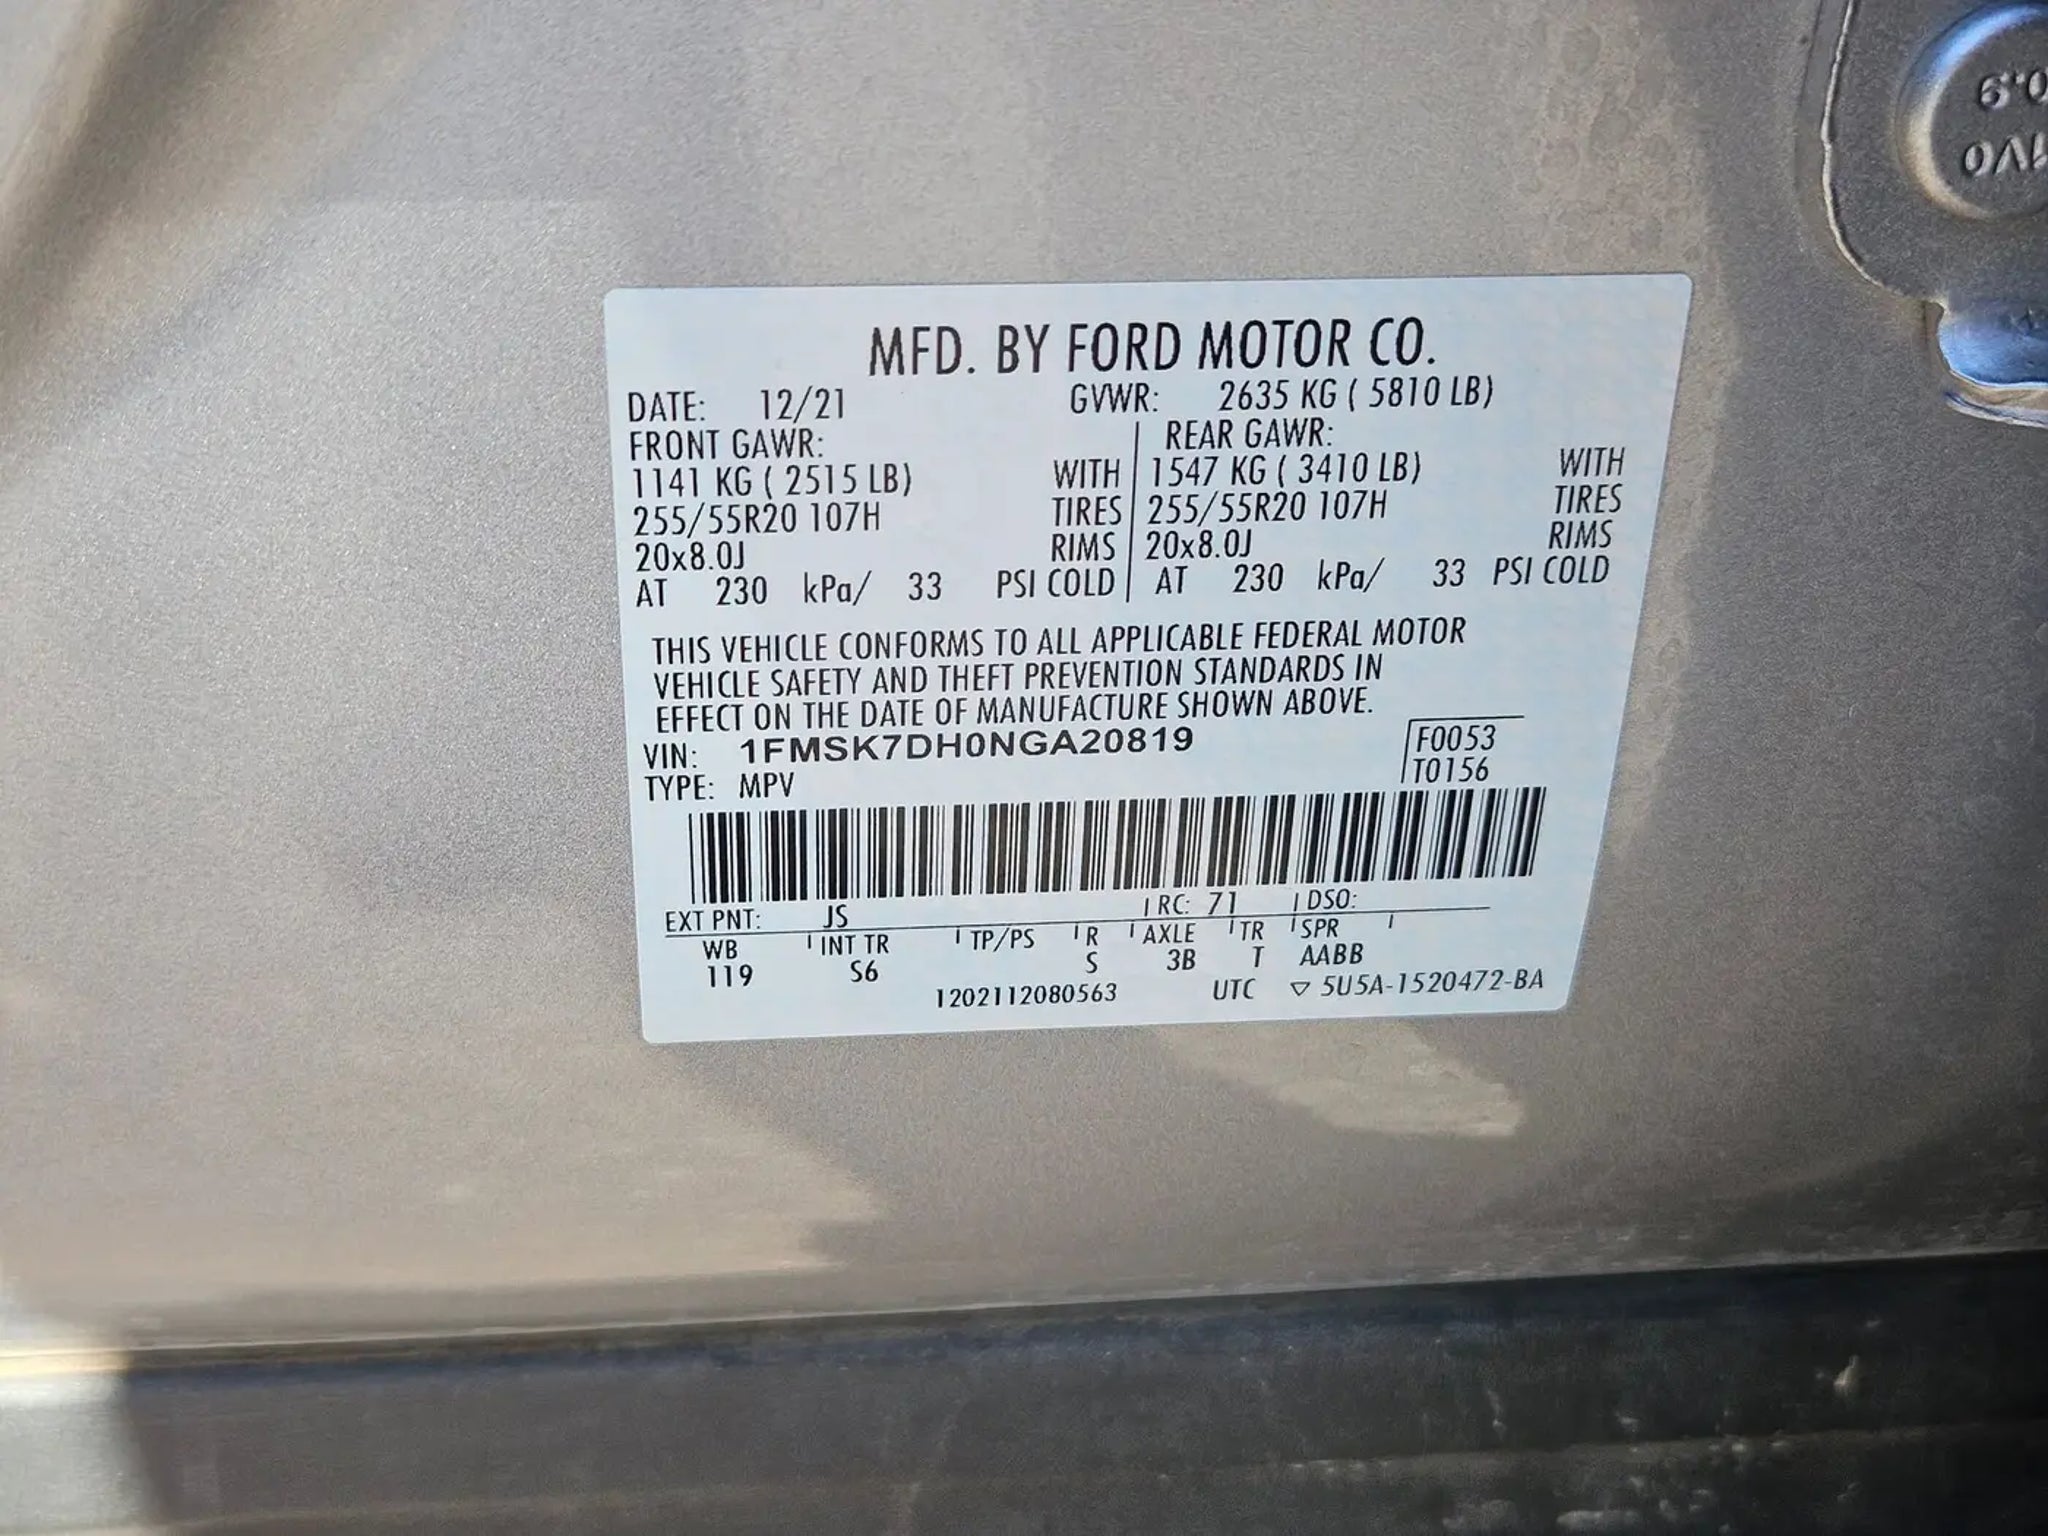 MFD. BY FORD MOTOR CO.
DATE: 12/21 GVWR: 2635 KG ( 5810 LB)
FRONT GAWR: REAR GAWR:
1141 KG ( 2515 LB) WITH 1547 KG ( 3410 LB) WITH
255/55R20 107H TIRES 255/55R20 107H TIRES
20x8.0J RIMS 20x8.0J RIMS
AT 230 kPa/ 33 PSI COLD AT 230 kPa/ 33 PSI COLD
THIS VEHICLE CONFORMS TO ALL APPLICABLE FEDERAL MOTOR
VEHICLE SAFETY AND THEFT PREVENTION STANDARDS IN
EFFECT ON THE DATE OF MANUFACTURE SHOWN ABOVE.
VIN: 1FMSK7DH0NGA20819 F0053
TYPE: MPV T0156
EXT PNT: JS RC: 71 DSO:
WB INT TR TP/PS R AXLE TR SPR
119 S6 S 3B T AABB
1202112080563 UTC ▽ 5U5A-1520472-BA